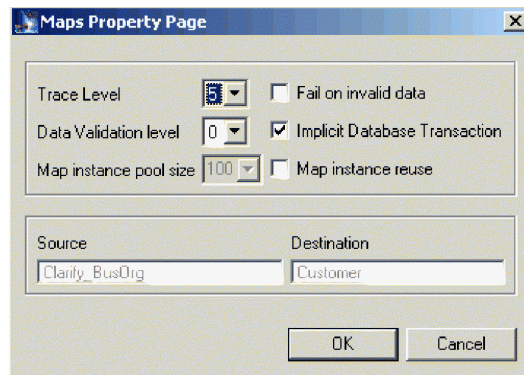 Maps Property Page
Trace Level 5 Fail on invalid data
Data Validation level 0 Implicit Database Transaction
Map instance pool size 100 Map instance reuse
Source Destination
Clarify_BusOrg Customer
OK Cancel